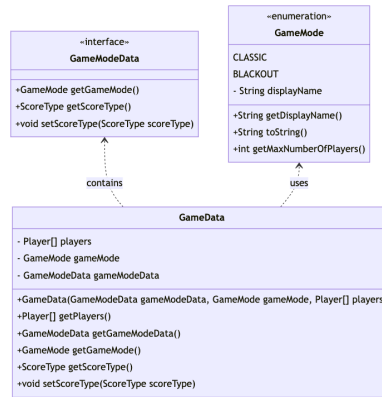 «interface»
GameModeData
+GameMode getGameMode()
+ScoreType getScoreType()
+void setScoreType(ScoreType scoreType)
«enumeration»
GameMode
CLASSIC
BLACKOUT
- String displayName
+String getDisplayName()
+String toString()
+int getMaxNumberOfPlayers()
contains
uses
GameData
- Player[] players
- GameMode gameMode
- GameModeData gameModeData
+GameData(GameModeData gameModeData, GameMode gameMode, Player[] players
+Player[] getPlayers()
+GameModeData getGameModeData()
+GameMode getGameMode()
+ScoreType getScoreType()
+void setScoreType(ScoreType scoreType)